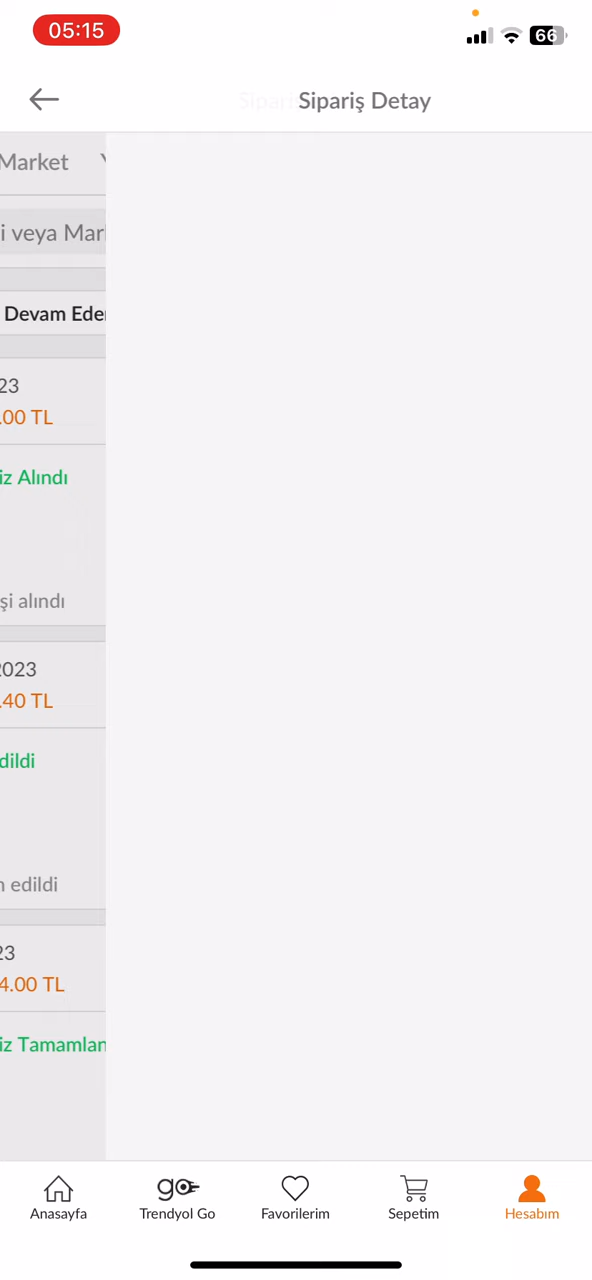 05:15
66
Sipariş Detay
Market
i veya Mar
Devam Eder
23
.00 TL
iz Alındı
şi alındı
2023
.40 TL
dildi
n edildi
23
4.00 TL
iz Tamamlan
go
Anasayfa
Trendyol Go
Favorilerim
Sepetim
Hesabım